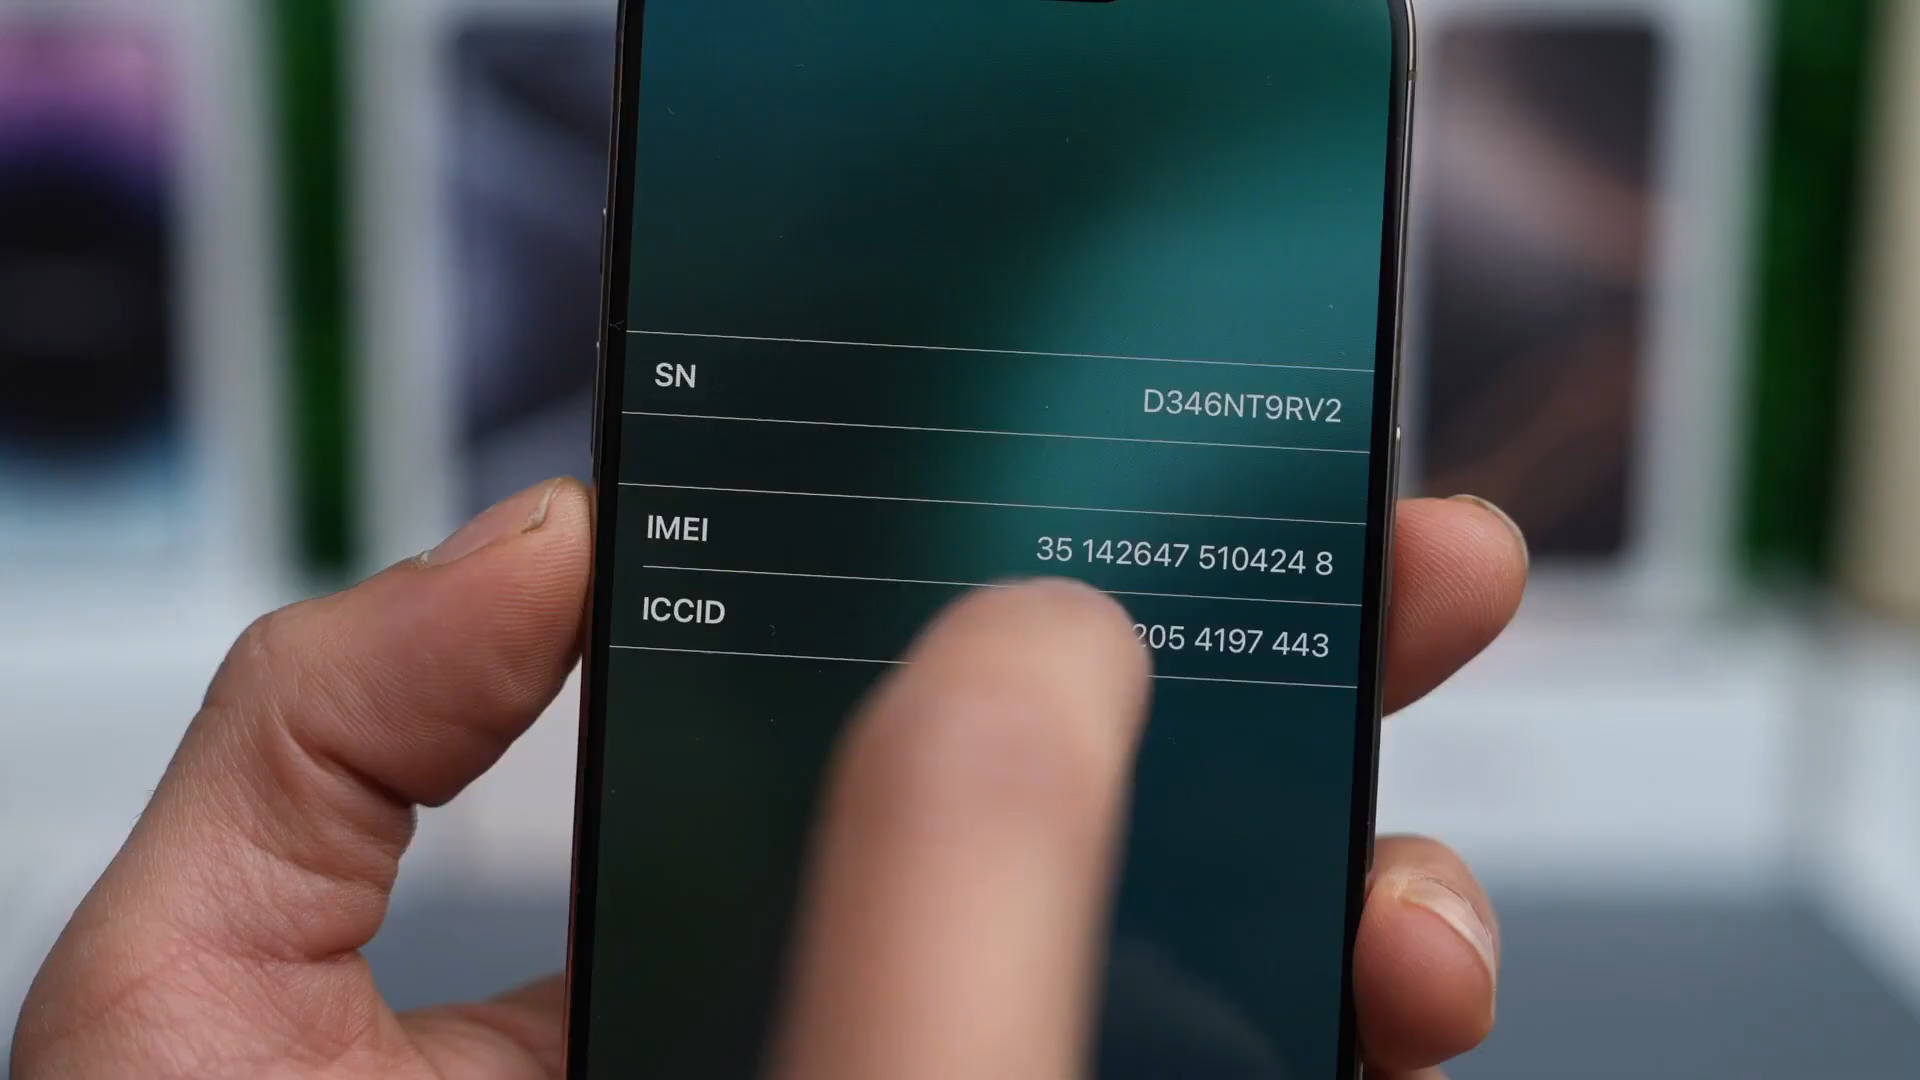 SN
D346NT9RV2
IMEI
35 142647 510424 8
ICCID
205 4197 443